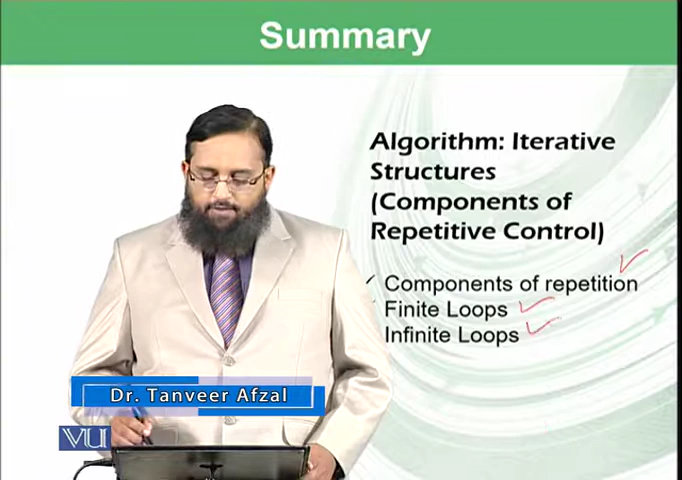 Summary
Algorithm: Iterative
Structures
(Components of
Repetitive Control)
Components of repetition
Finite Loops
Infinite Loops
Dr. Tanveer Afzal
VU